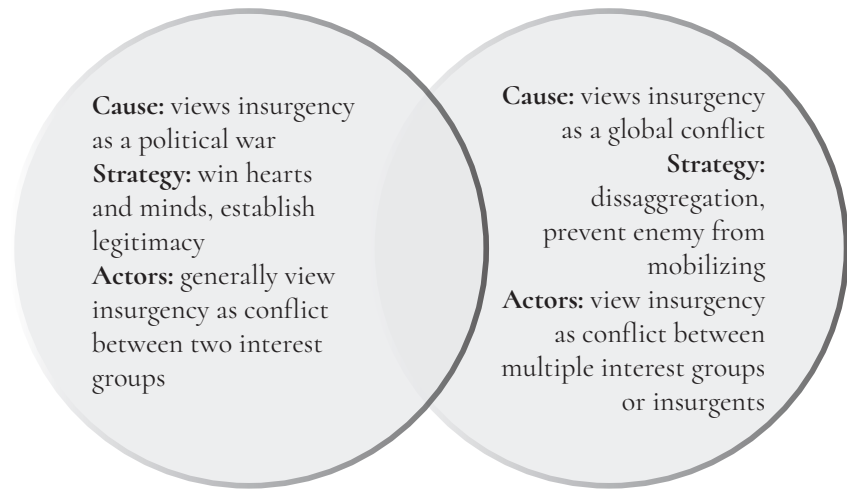 Cause: views insurgency
as a political war
Strategy: win hearts
and minds, establish
legitimacy
Actors: generally view
insurgency as conflict
between two interest
groups
Cause: views insurgency
as a global conflict
Strategy:
dissaggregation,
prevent enemy from
mobilizing
Actors: view insurgency
as conflict between
multiple interest groups
or insurgents